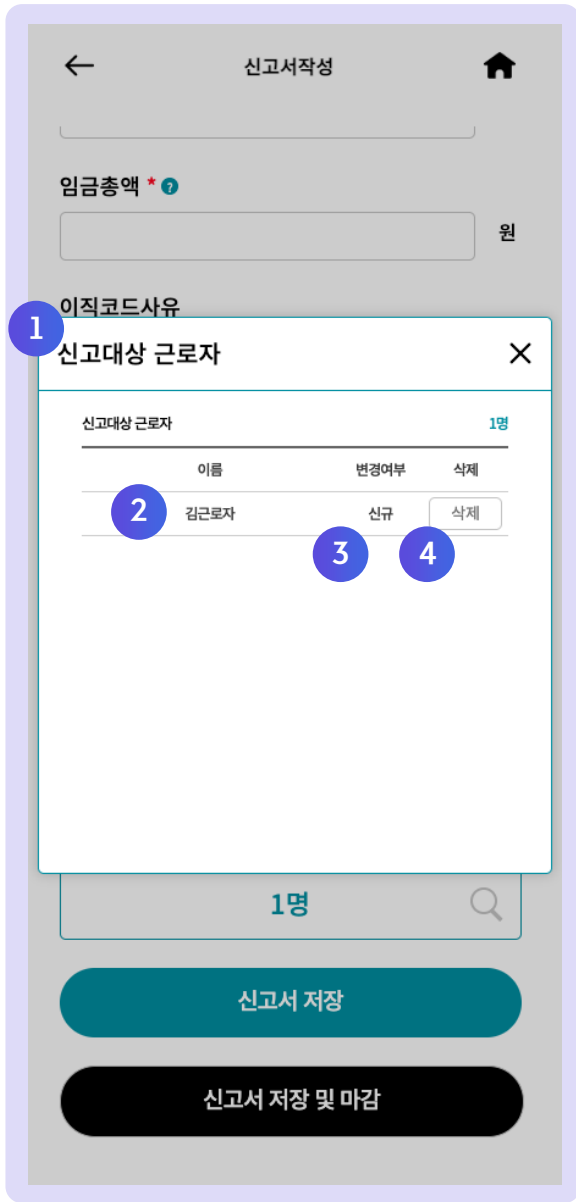 신고서작성
임금총액 * ?
원
이직코드사유
1
신고대상 근로자
신고대상 근로자 1명
이름 변경여부 삭제
2 김근로자 신규 삭제
3 4
1명
신고서 저장
신고서 저장 및 마감